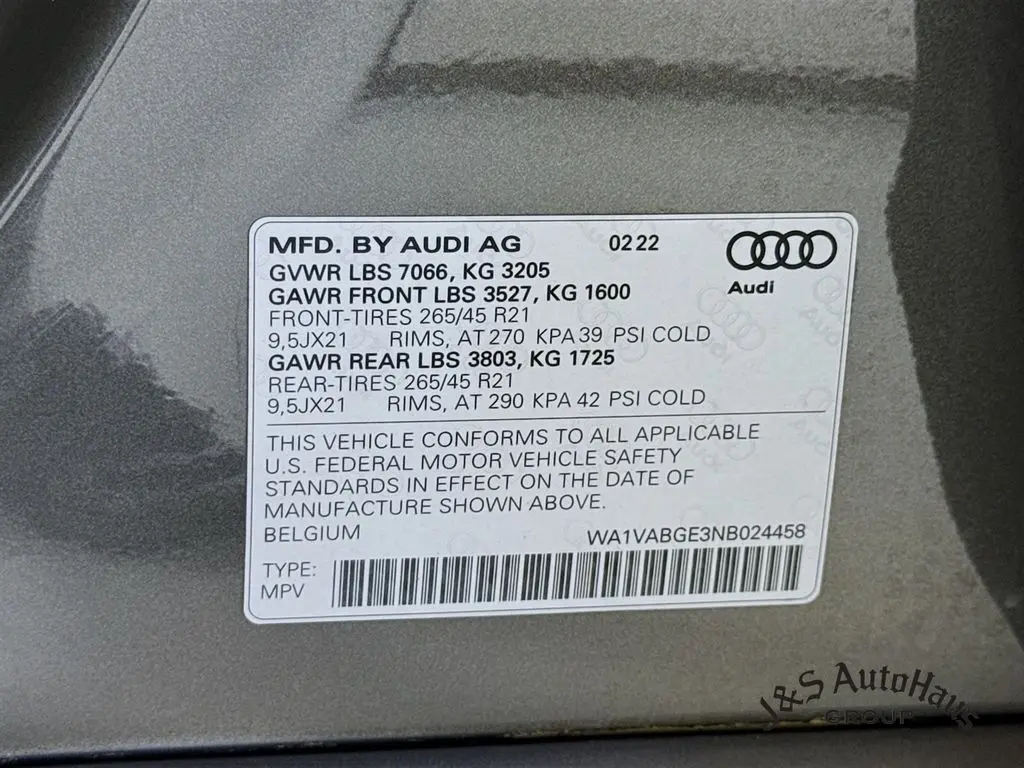 MFD. BY AUDI AG 0222
Audi
GVWR LBS 7066, KG 3205
GAWR FRONT LBS 3527, KG 1600
FRONT-TIRES 265/45 R21
9,5JX21 RIMS, AT 270 KPA 39 PSI COLD
GAWR REAR LBS 3803, KG 1725
REAR-TIRES 265/45 R21
9,5JX21 RIMS, AT 290 KPA 42 PSI COLD
THIS VEHICLE CONFORMS TO ALL APPLICABLE
U.S. FEDERAL MOTOR VEHICLE SAFETY
STANDARDS IN EFFECT ON THE DATE OF
MANUFACTURE SHOWN ABOVE.
BELGIUM WA1VABGE3NB024458
TYPE:
MPV
J&S AutoHaus
GROUP